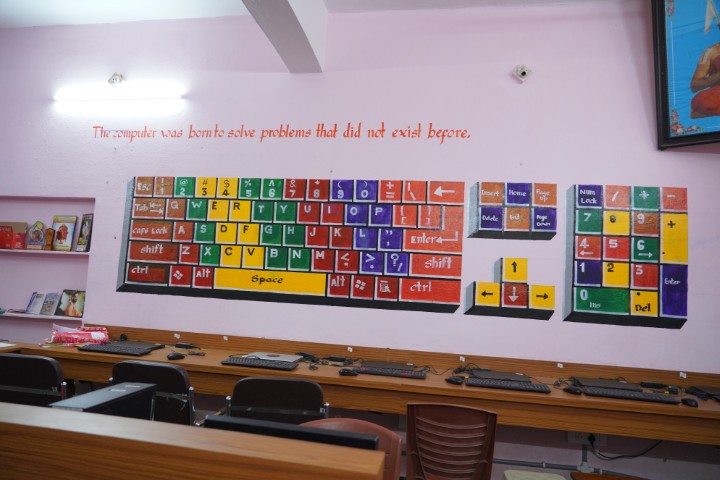 The computer was born to solve problems that did not exist before.
Esc ! 1 @ 2 # 3 $ 4 % 5 ^ 6 & 7 * 8 ( 9 ) 0
Tab Q W E R T Y U I O P
caps Lock A S D F G H J K L Enter
shift Z X C V B N M < > ? / shift
ctrl Alt Space Alt ctrl
Insert Home Page up
Delete End Page Down
↑
← ↓ →
Num Lock / * -
7 8 9 +
4 5 6
1 2 3 Enter
0 Ins . Del